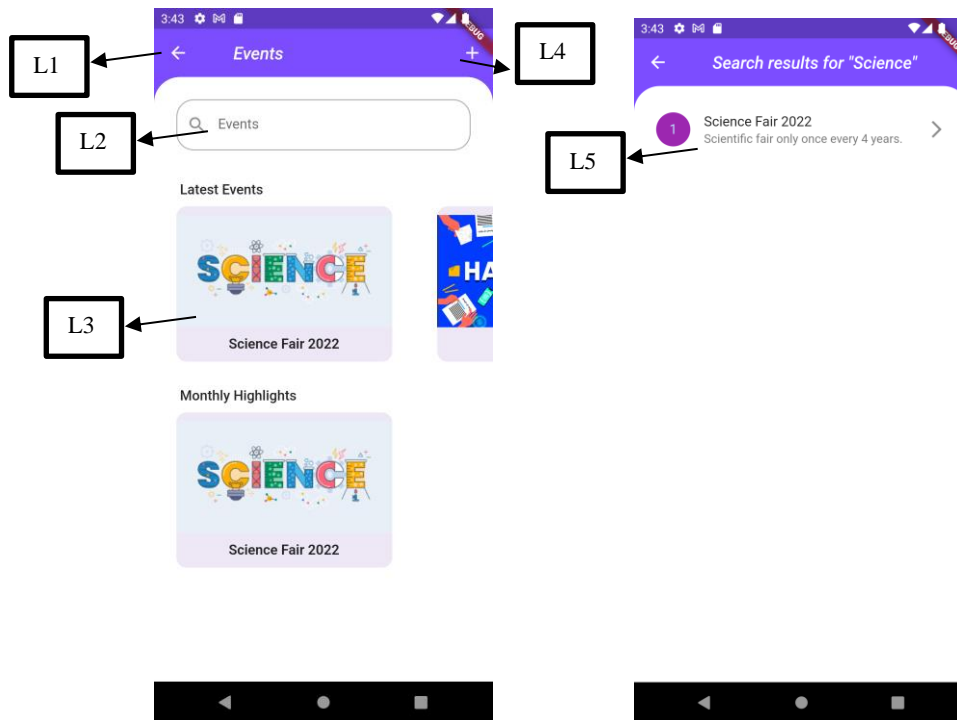 3:43
L1
Events
L4
L2
Events
Latest Events
SCIENCE
HA
L3
Science Fair 2022
Monthly Highlights
SCIENCE
Science Fair 2022
3:43
Search results for "Science"
1
Science Fair 2022
Scientific fair only once every 4 years.
L5